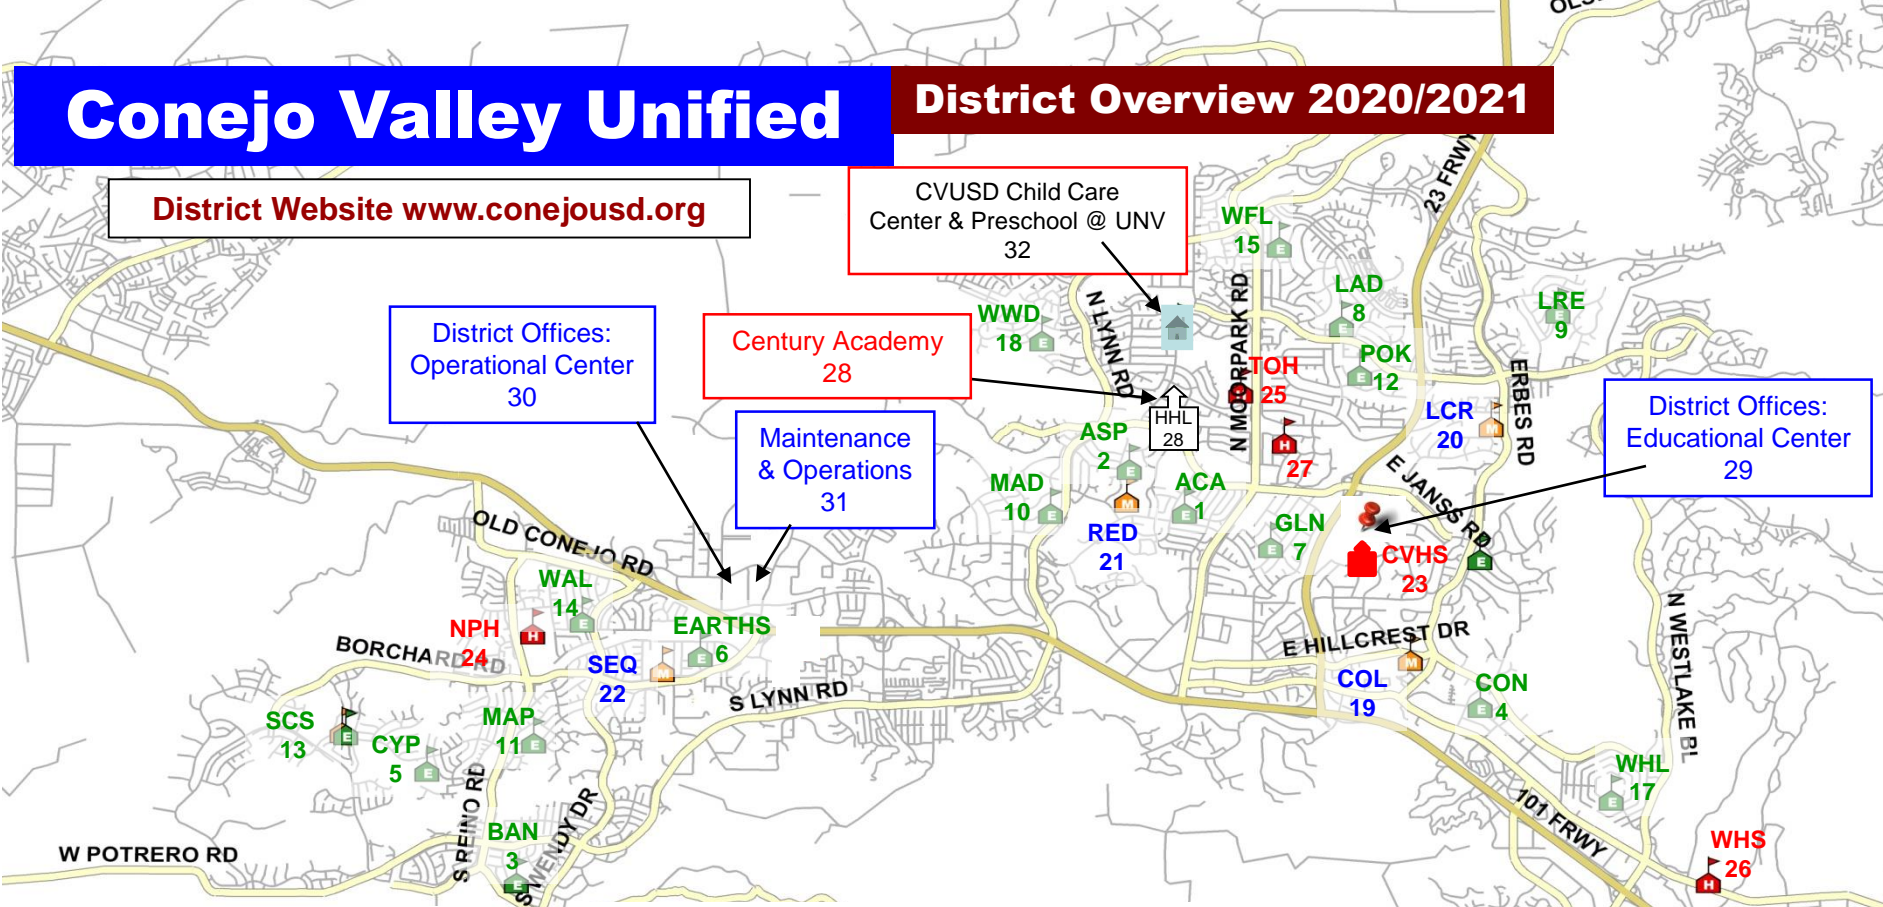 OLS
Conejo Valley Unified
District Overview 2020/2021
District Website www.conejousd.org
CVUSD Child Care
Center & Preschool @ UNV
32
23 FRWY
WFL
15
E
LAD
8
E
LRE
E
9
WWD
18
E
N LYNN RD
N MOORPARK RD
District Offices:
Operational Center
30
Century Academy
28
HHL
28
TOH
25
POK
12
E
ERBES RD
LCR
20
M
District Offices:
Educational Center
29
Maintenance
& Operations
31
ASP
2
E
M
RED
21
MAD
10
E
ACA
1
E
H
27
E JANSS RD
GLN
7
E
CVHS
23
E
OLD CONEJO RD
WAL
14
E
NPH
24
H
BORCHARD RD
EARTHS
6
E
SEQ
22
M
S LYNN RD
E HILLCREST DR
M
COL
19
CON
4
E
N WESTLAKE BL
SCS
13
E
CYP
5
E
MAP
11
E
S REINO RD
S WENDY DR
BAN
3
E
W POTRERO RD
WHL
17
E
101 FRWY
WHS
26
H